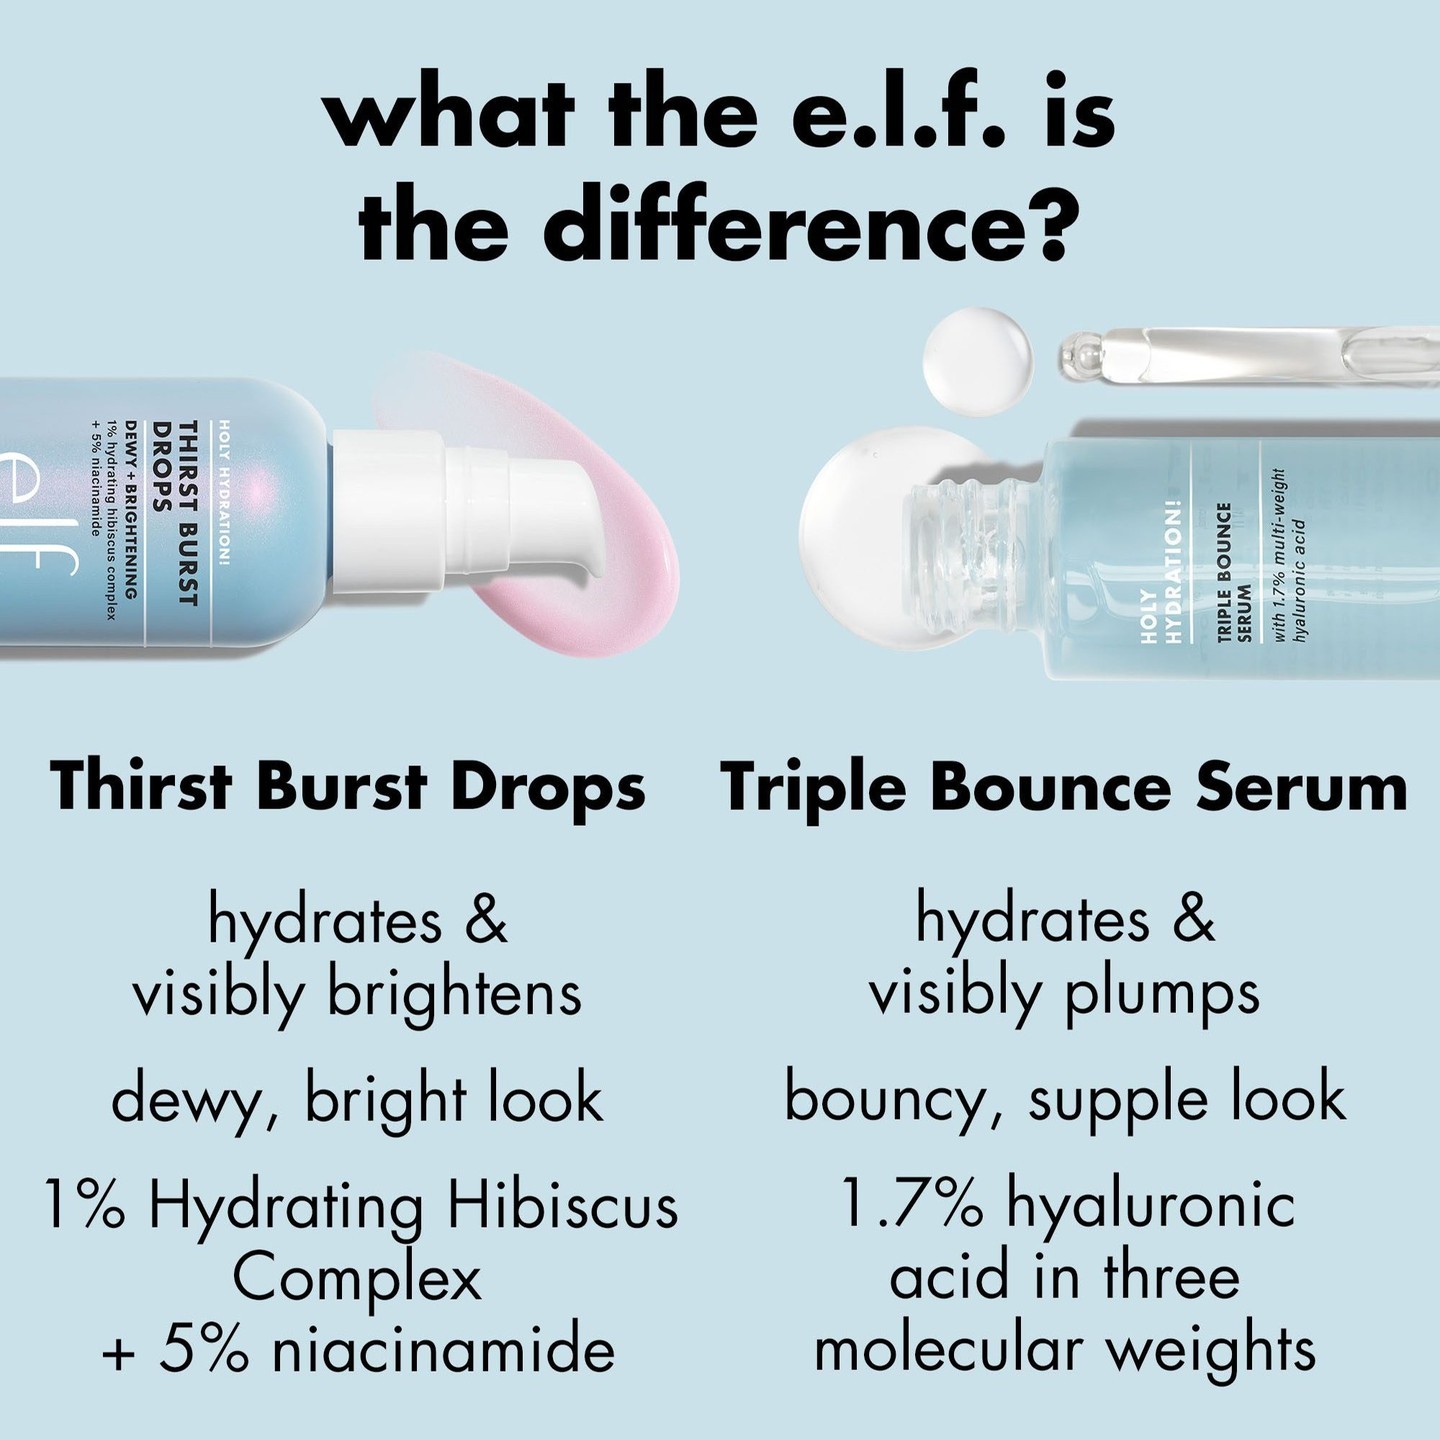 what the e.l.f. is
the difference?
HOLY HYDRATION!
THIRST BURST
DROPS
DEWY + BRIGHTENING
1% hydrating hibiscus complex
+ 5% niacinamide
elf
HOLY
HYDRATION!
TRIPLE BOUNCE
SERUM
with 1.7% multi-weight
hyaluronic acid
Thirst Burst Drops
hydrates &
visibly brightens
dewy, bright look
1% Hydrating Hibiscus
Complex
+ 5% niacinamide
Triple Bounce Serum
hydrates &
visibly plumps
bouncy, supple look
1.7% hyaluronic
acid in three
molecular weights